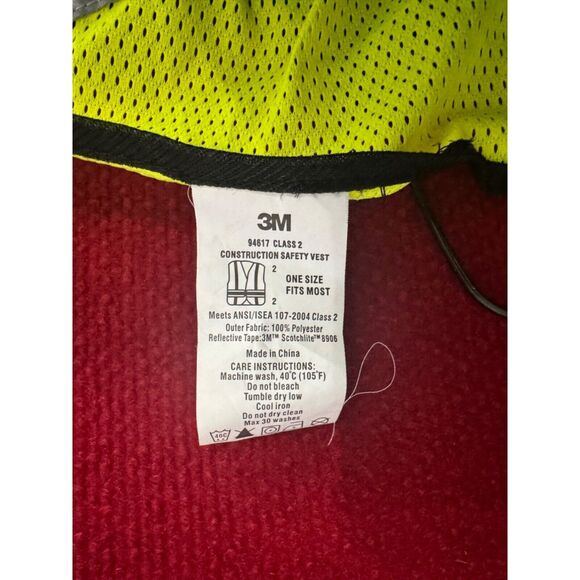 3M
94617 CLASS 2
CONSTRUCTION SAFETY VEST
2
ONE SIZE
FITS MOST
2
Meets ANSI/ISEA 107-2004 Class 2
Outer Fabric: 100% Polyester
Reflective Tape:3M™ Scotchlite™ 8906
Made in China
CARE INSTRUCTIONS:
Machine wash, 40°C (105°F)
Do not bleach
Tumble dry low
Cool iron
Do not dry clean
Max 30 washes
40C